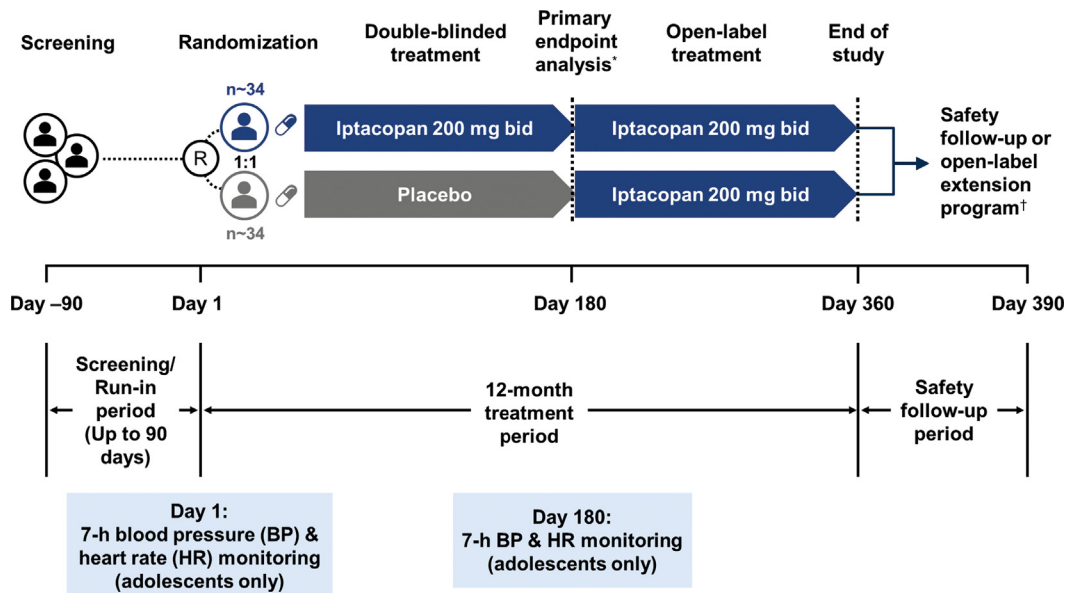 Screening
Randomization
Double-blinded
treatment
Primary
endpoint
analysis*
Open-label
treatment
End of
study
n~34
R
1:1
n~34
Iptacopan 200 mg bid
Iptacopan 200 mg bid
Placebo
Iptacopan 200 mg bid
Safety
follow-up or
open-label
extension
program†
Day –90
Day 1
Day 180
Day 360
Day 390
Screening/
Run-in
period
(Up to 90
days)
12-month
treatment
period
Safety
follow-up
period
Day 1:
7-h blood pressure (BP) &
heart rate (HR) monitoring
(adolescents only)
Day 180:
7-h BP & HR monitoring
(adolescents only)